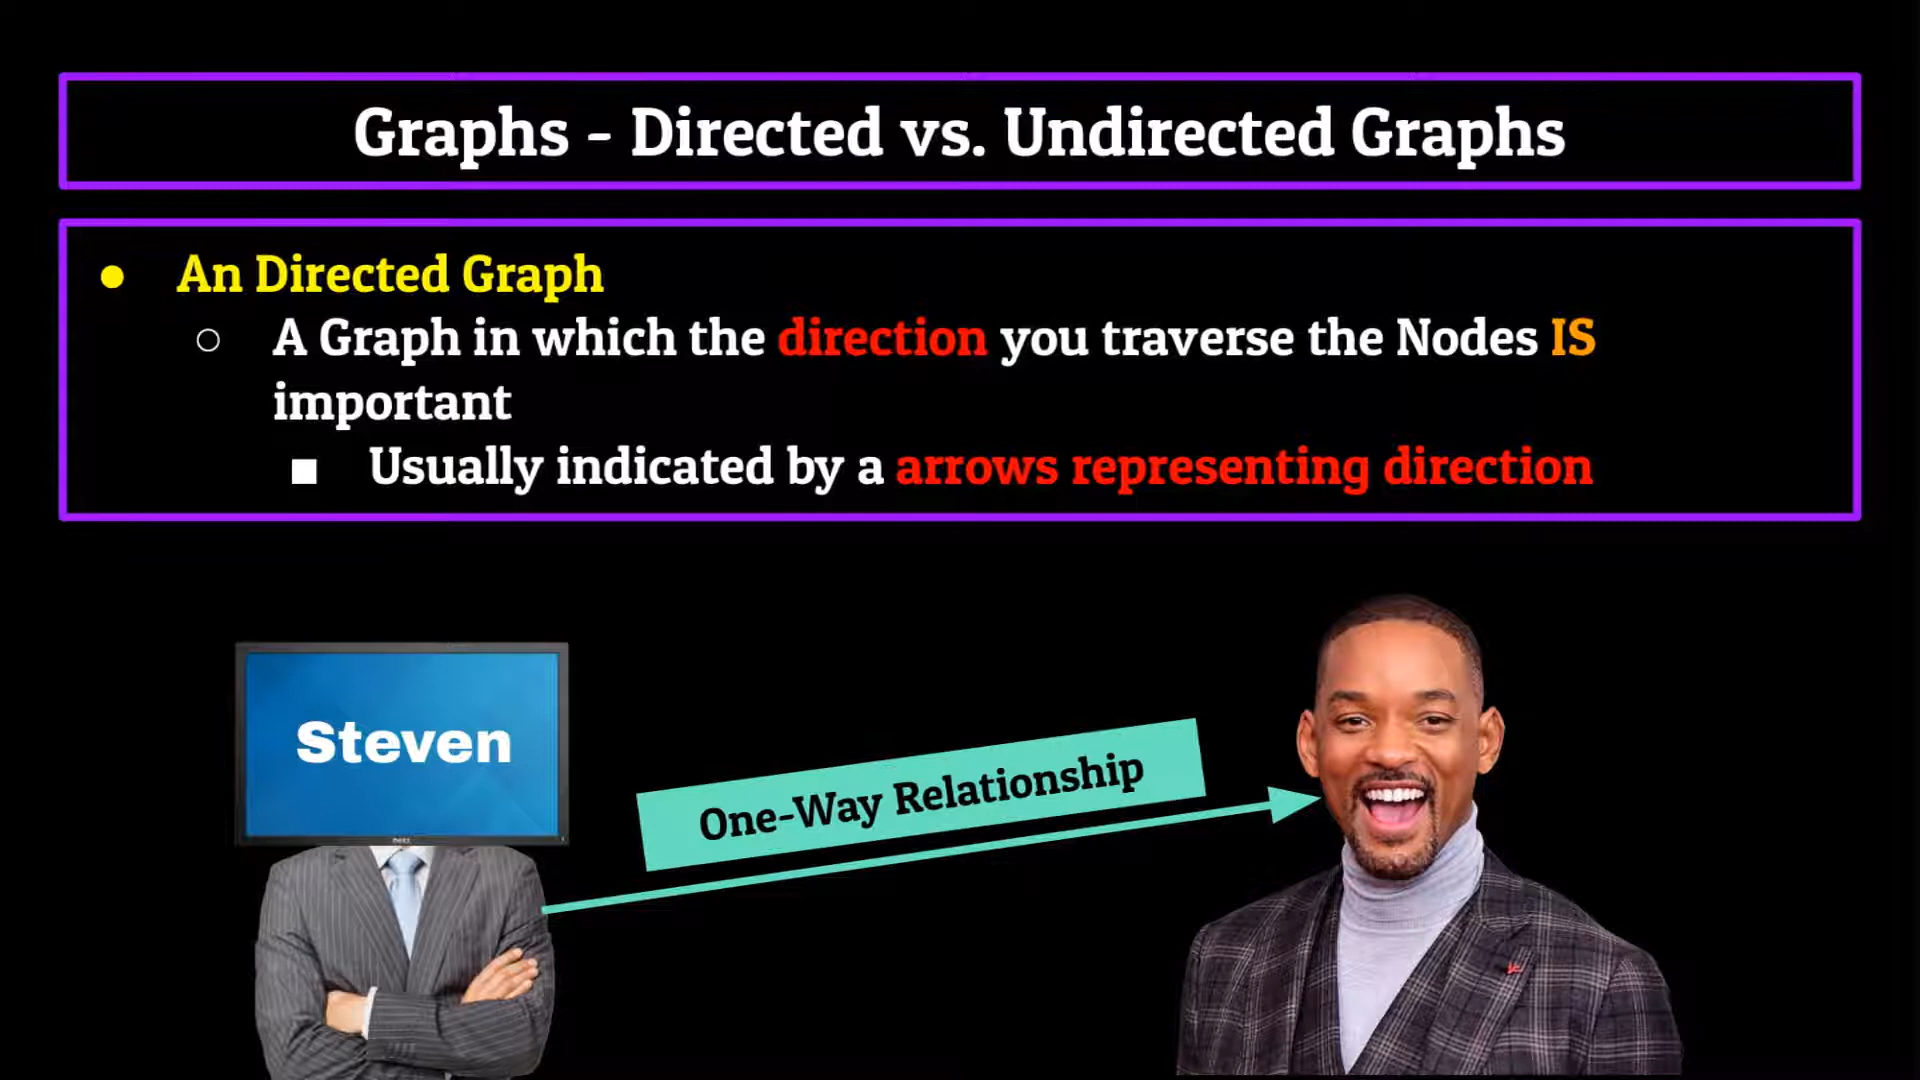 Graphs - Directed vs. Undirected Graphs
● An Directed Graph
○ A Graph in which the direction you traverse the Nodes IS
important
■ Usually indicated by a arrows representing direction
Steven
One-Way Relationship
DELL